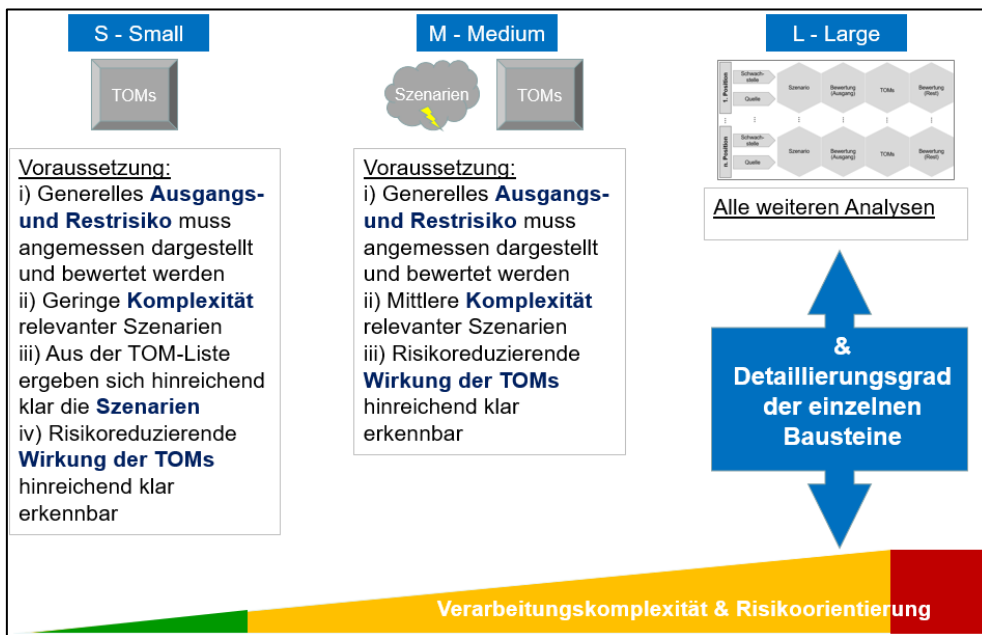 S - Small
TOMs
Voraussetzung:
i) Generelles Ausgangs-
und Restrisiko muss
angemessen dargestellt
und bewertet werden
ii) Geringe Komplexität
relevanter Szenarien
iii) Aus der TOM-Liste
ergeben sich hinreichend
klar die Szenarien
iv) Risikoreduzierende
Wirkung der TOMs
hinreichend klar
erkennbar
M - Medium
Szenarien
TOMs
Voraussetzung:
i) Generelles Ausgangs-
und Restrisiko muss
angemessen dargestellt
und bewertet werden
ii) Mittlere Komplexität
relevanter Szenarien
iii) Risikoreduzierende
Wirkung der TOMs
hinreichend klar
erkennbar
L - Large
1. Position
Schwach-
stelle
Quelle
Szenario
Bewertung
(Ausgang)
TOMs
Bewertung
(Rest)
...
n. Position
Schwach-
stelle
Quelle
Szenario
Bewertung
(Ausgang)
TOMs
Bewertung
(Rest)
Alle weiteren Analysen
&
Detaillierungsgrad
der einzelnen
Bausteine
Verarbeitungskomplexität & Risikoorientierung